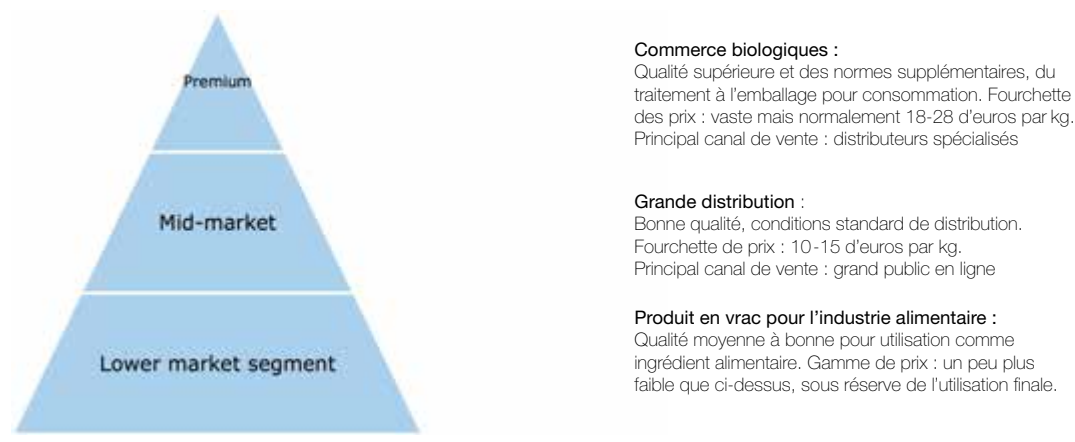 Premium
Mid-market
Lower market segment
Commerce biologiques :
Qualité supérieure et des normes supplémentaires, du
traitement à l'emballage pour consommation. Fourchette
des prix : vaste mais normalement 18-28 d'euros par kg.
Principal canal de vente : distributeurs spécialisés
Grande distribution :
Bonne qualité, conditions standard de distribution.
Fourchette de prix : 10-15 d'euros par kg.
Principal canal de vente : grand public en ligne
Produit en vrac pour l'industrie alimentaire :
Qualité moyenne à bonne pour utilisation comme
ingrédient alimentaire. Gamme de prix : un peu plus
faible que ci-dessus, sous réserve de l'utilisation finale.